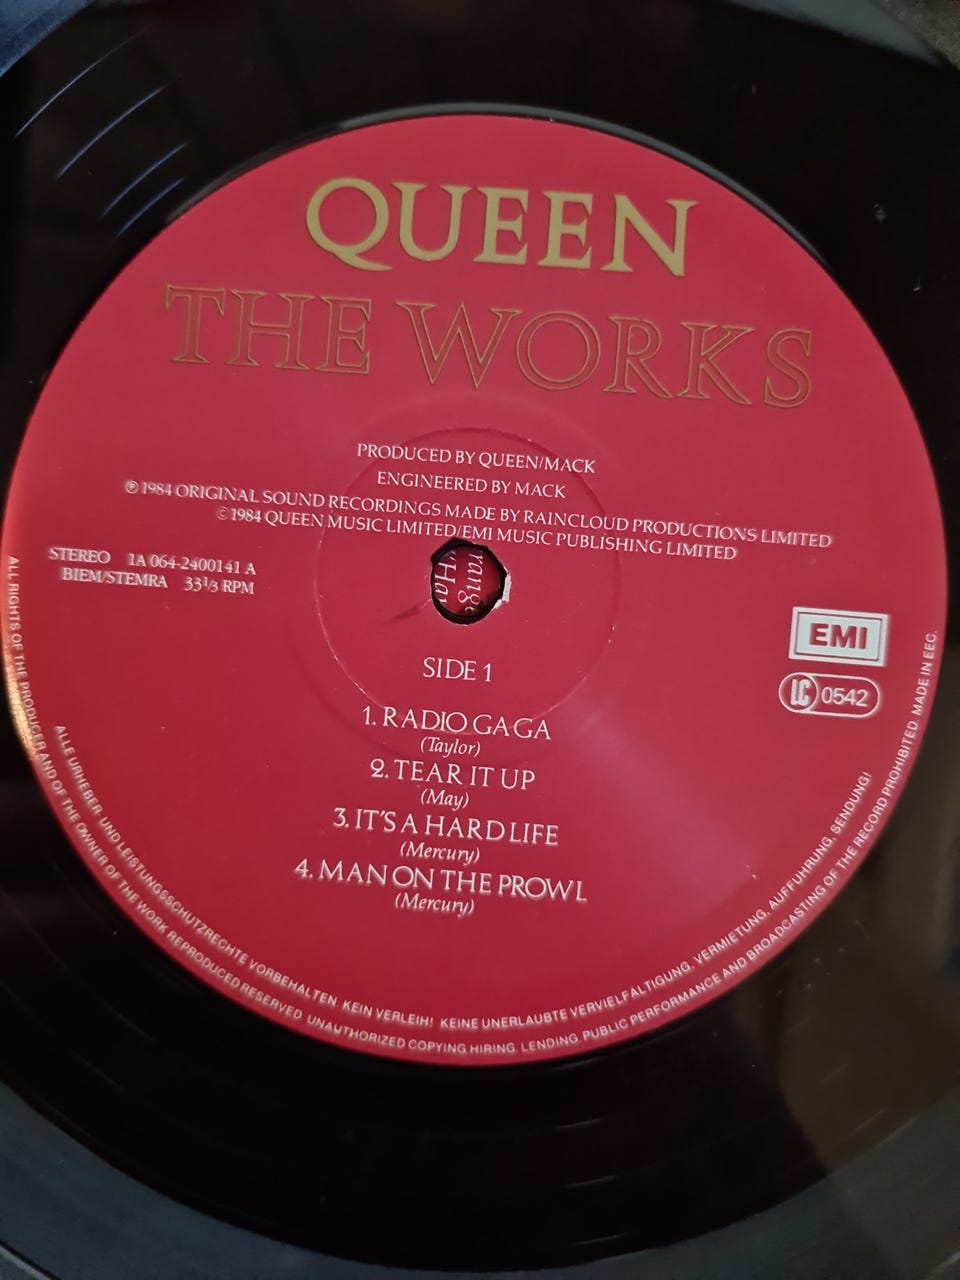 QUEEN
THE WORKS
PRODUCED BY QUEEN/MACK
ENGINEERED BY MACK
℗ 1984 ORIGINAL SOUND RECORDINGS MADE BY RAINCLOUD PRODUCTIONS LIMITED
© 1984 QUEEN MUSIC LIMITED/EMI MUSIC PUBLISHING LIMITED
STEREO 1A 064-2400141 A
BIEM/STEMRA 33⅓ RPM
EMI
LC 0542
SIDE 1
1. RADIO GA GA
(Taylor)
2. TEAR IT UP
(May)
3. IT'S A HARD LIFE
(Mercury)
4. MAN ON THE PROWL
(Mercury)
ALLE URHEBER- UND LEISTUNGSSCHUTZRECHTE VORBEHALTEN. KEIN VERLEIH! KEINE UNERLAUBTE VERVIELFALTIGUNG, VERMIETUNG, AUFFUHRUNG, SENDUNG!
ALL RIGHTS OF THE PRODUCER AND OF THE OWNER OF THE WORK REPRODUCED RESERVED. UNAUTHORIZED COPYING, HIRING, LENDING, PUBLIC PERFORMANCE AND BROADCASTING OF THE RECORD PROHIBITED. MADE IN EEC.